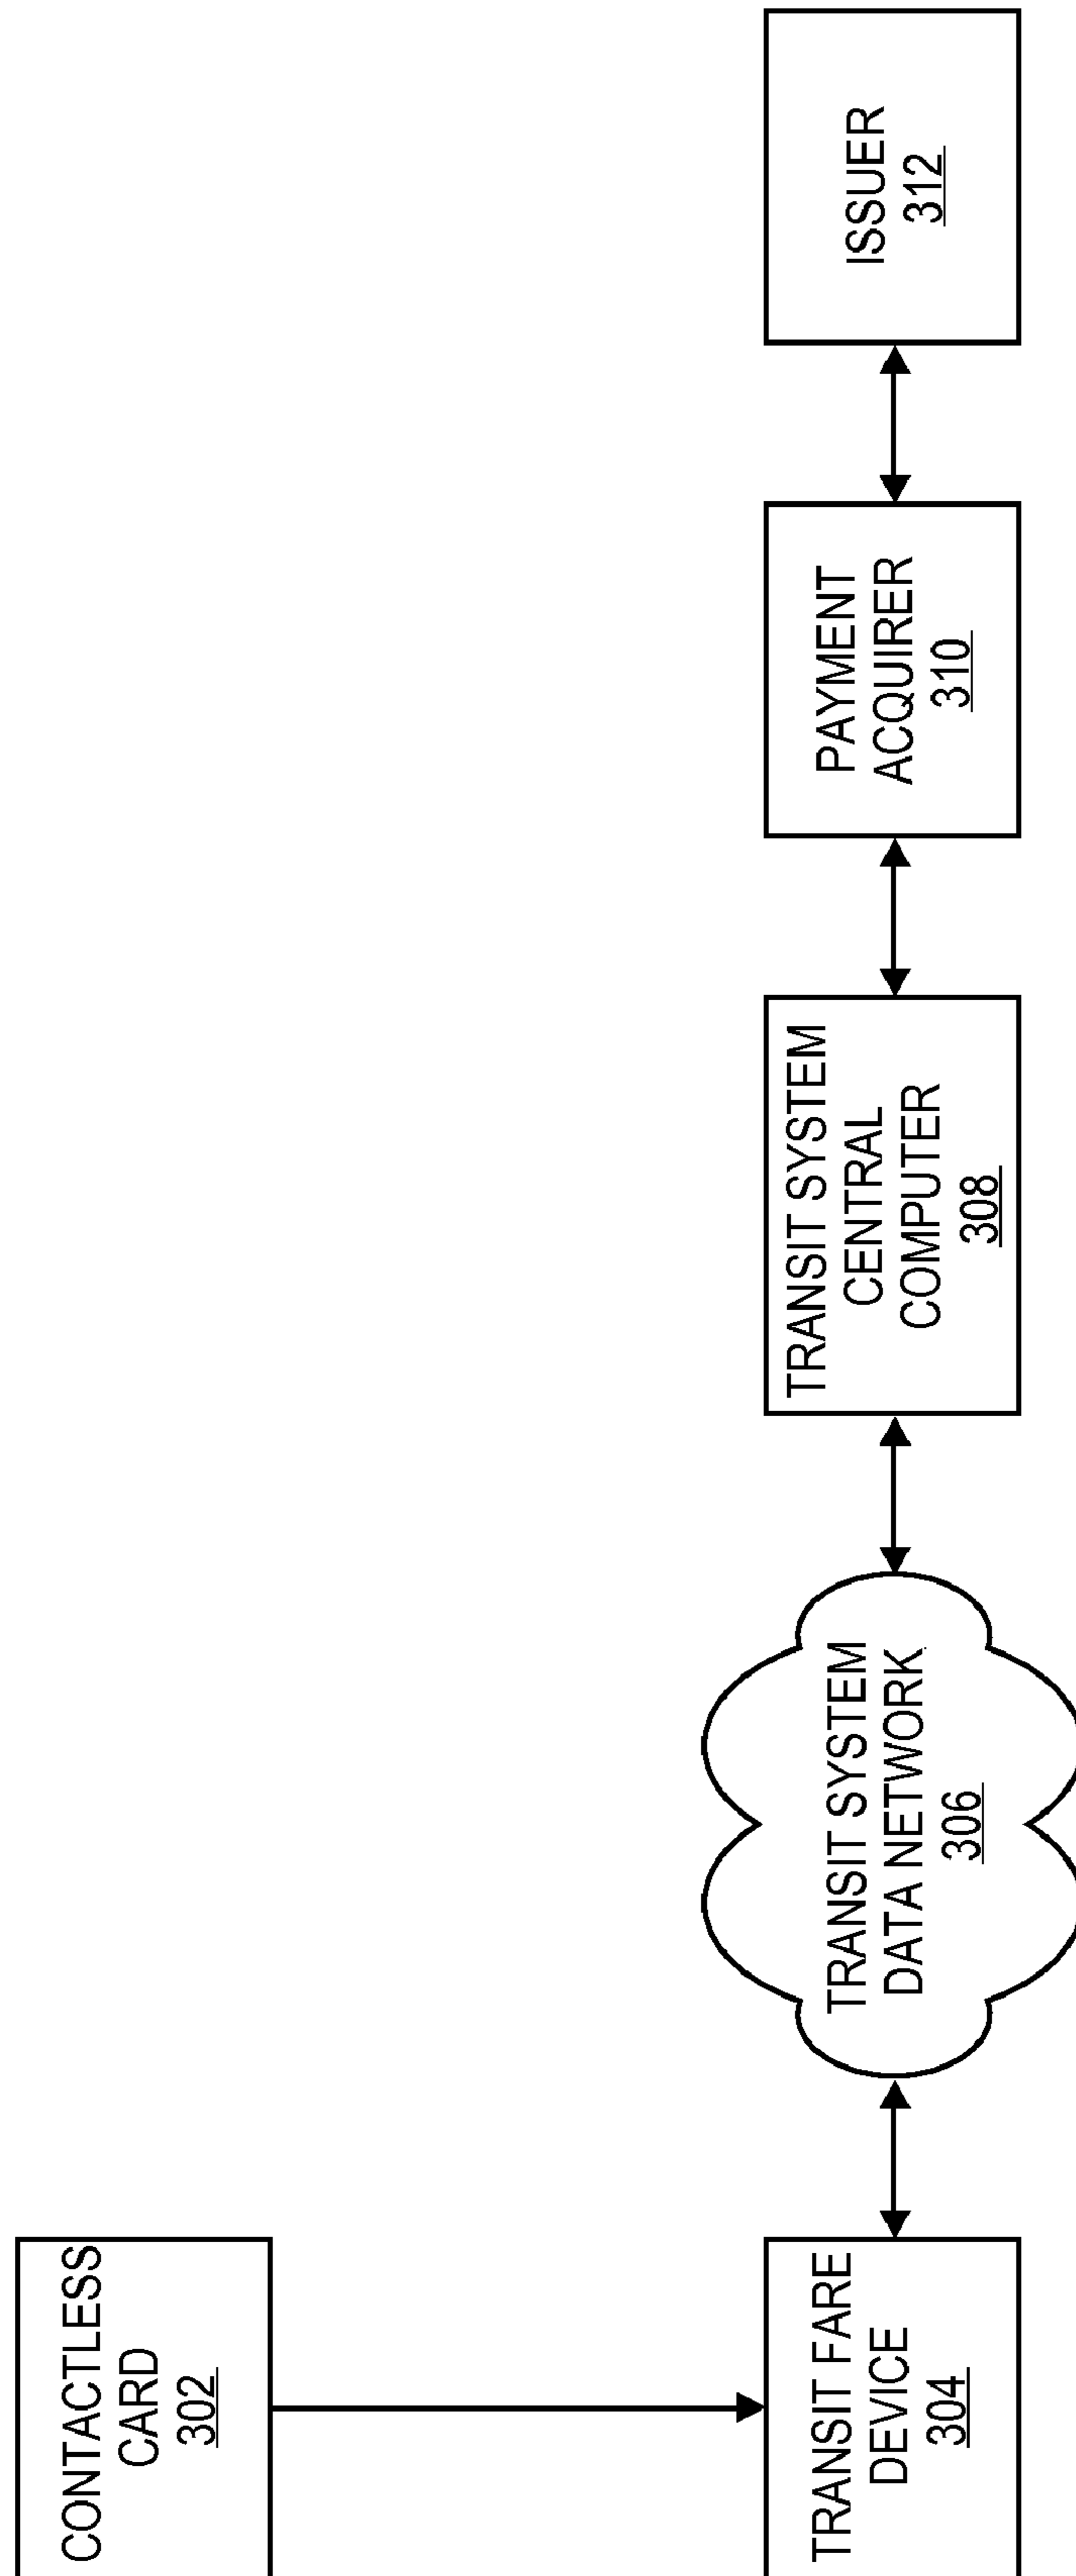 CONTACTLESS
CARD
302
TRANSIT FARE
DEVICE
304
TRANSIT SYSTEM
DATA NETWORK
306
TRANSIT SYSTEM
CENTRAL
COMPUTER
308
PAYMENT
ACQUIRER
310
ISSUER
312